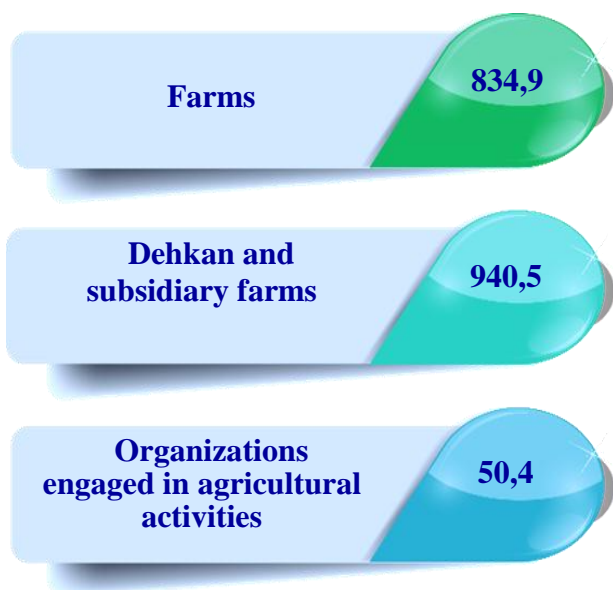 Farms
834,9
Dehkan and
subsidiary farms
940,5
Organizations
engaged in agricultural
activities
50,4